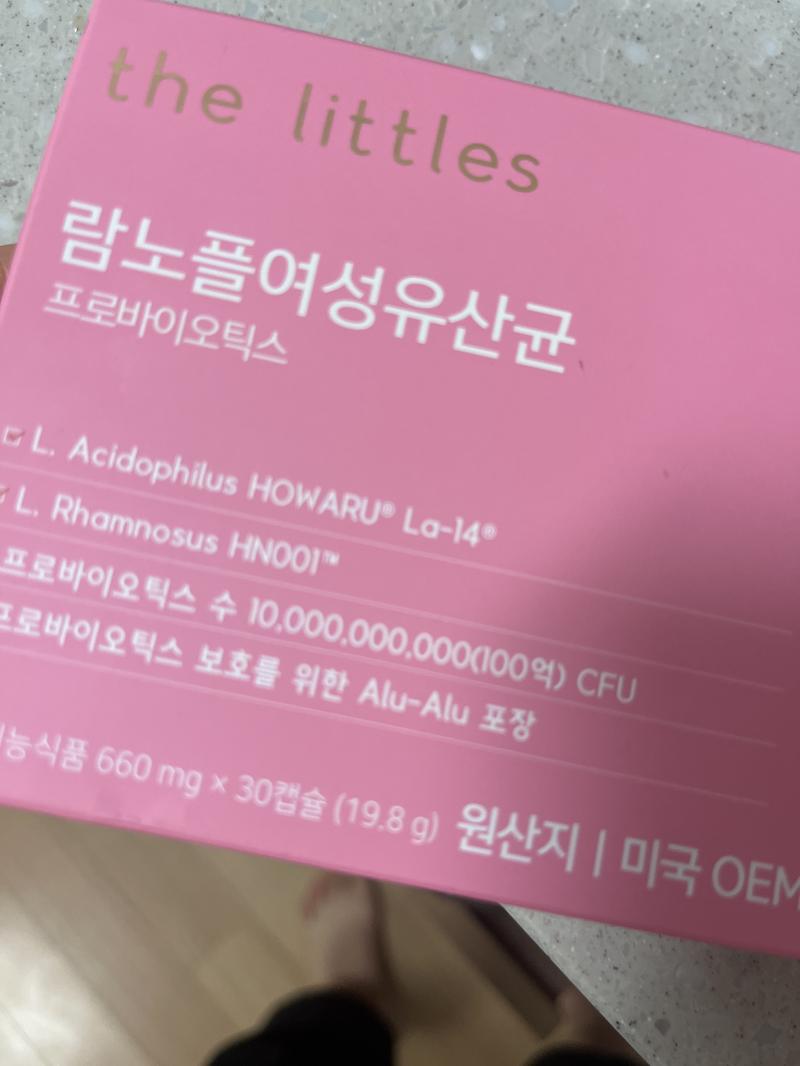 the littles
람노플여성유산균
프로바이오틱스
L. Acidophilus HOWARU® La-14®
L. Rhamnosus HN001™
프로바이오틱스 수 10,000,000,000(100억) CFU
프로바이오틱스 보호를 위한 Alu-Alu 포장
능식품 660 mg × 30캡슐 (19.8 g) 원산지 | 미국 OEM